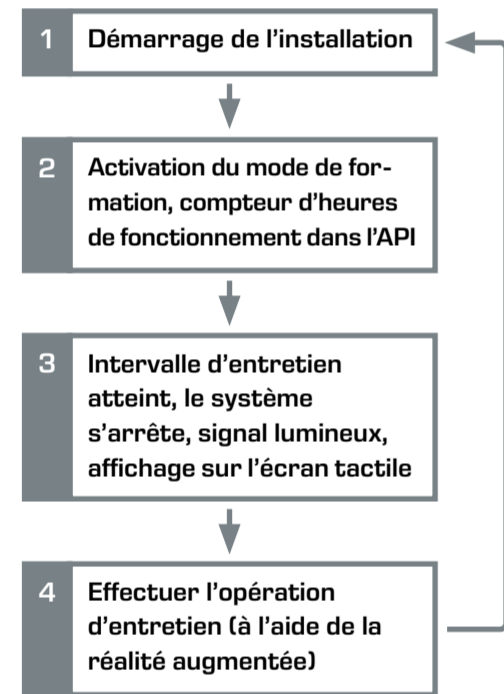 1 Démarrage de l’installation
2 Activation du mode de for-
mation, compteur d’heures
de fonctionnement dans l’API
3 Intervalle d’entretien
atteint, le système
s’arrête, signal lumineux,
affichage sur l’écran tactile
4 Effectuer l’opération
d’entretien (à l’aide de la
réalité augmentée)